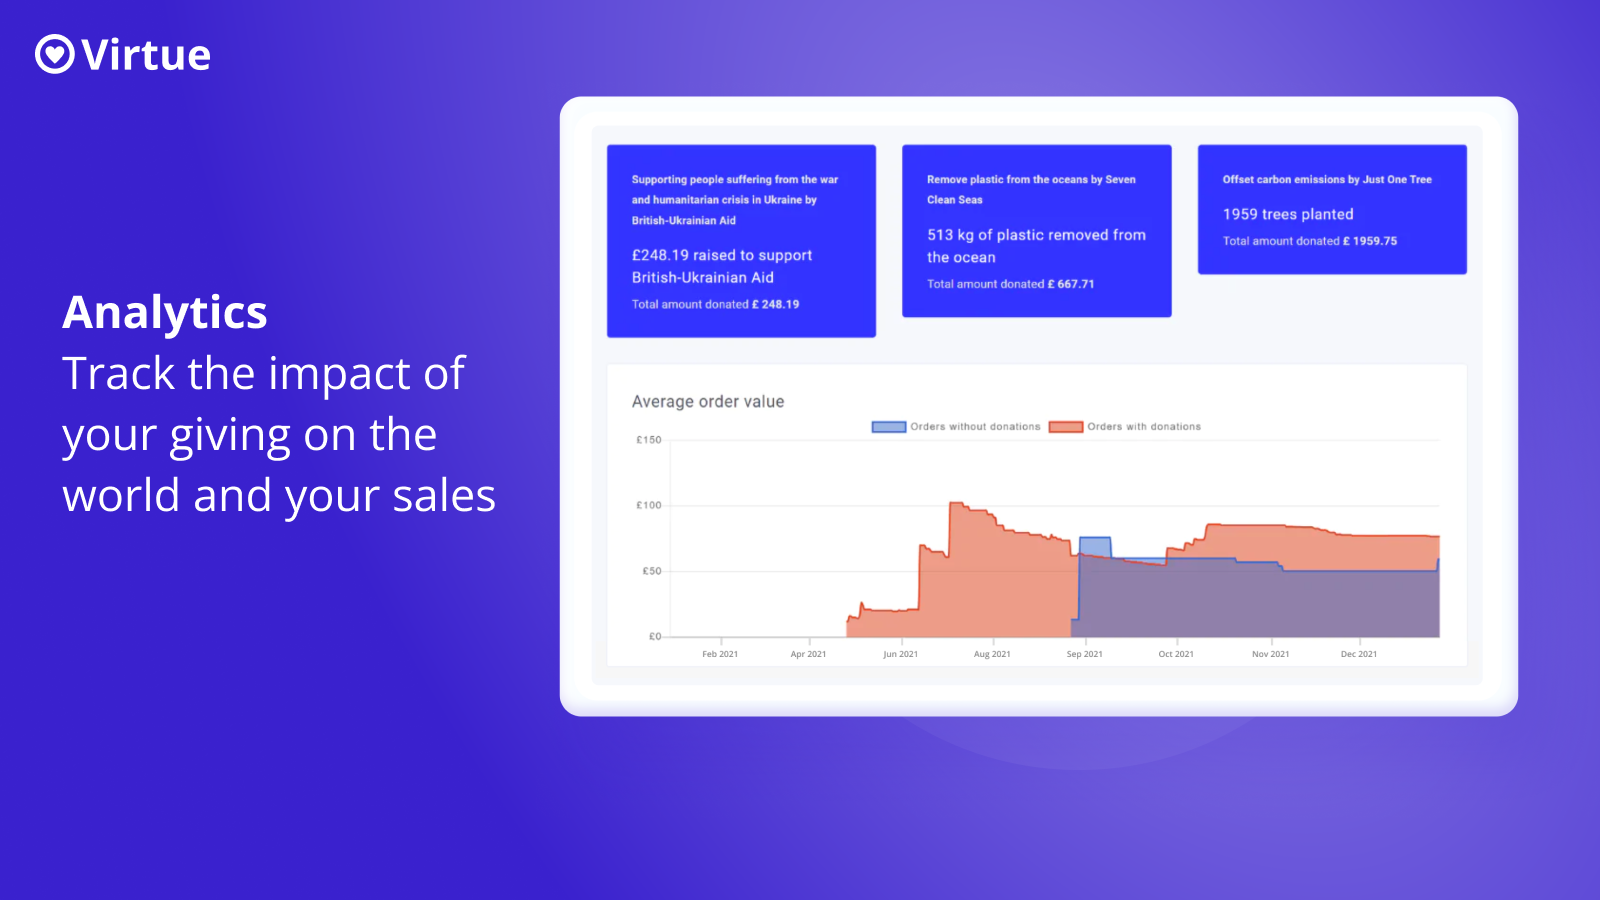 Virtue
Analytics
Track the impact of
your giving on the
world and your sales
Supporting people suffering from the war
and humanitarian crisis in Ukraine by
British-Ukrainian Aid
£248.19 raised to support
British-Ukrainian Aid
Total amount donated £ 248.19
Remove plastic from the oceans by Seven
Clean Seas
513 kg of plastic removed from
the ocean
Total amount donated £ 667.71
Offset carbon emissions by Just One Tree
1959 trees planted
Total amount donated £ 1959.75
Average order value
Orders without donations Orders with donations
£150
£100
£50
£0
Feb 2021 Apr 2021 Jun 2021 Aug 2021 Sep 2021 Oct 2021 Nov 2021 Dec 2021